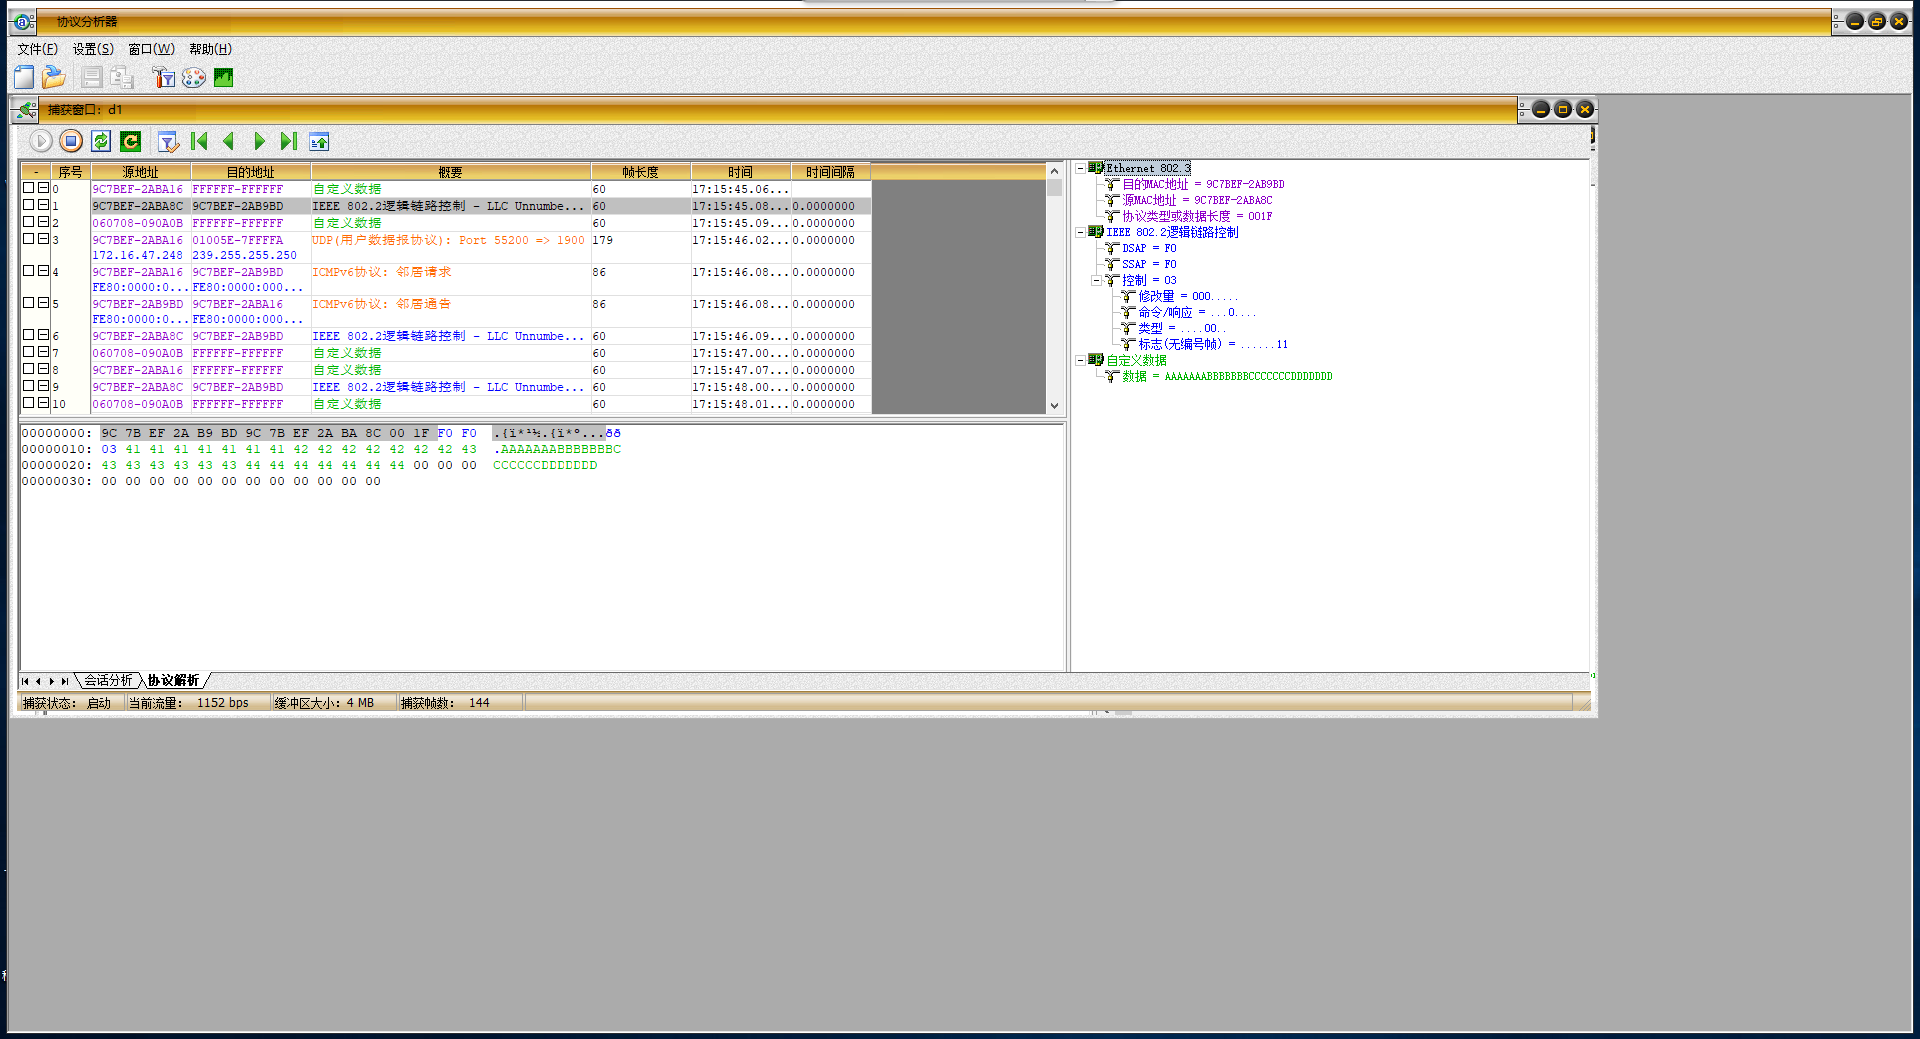 协议分析器
文件(F) 设置(S) 窗口(W) 帮助(H)
捕获窗口: d1
- 序号 源地址 目的地址 概要 帧长度 时间 时间间隔
0 9C7BEF-2ABA16 FFFFFF-FFFFFF 自定义数据 60 17:15:45.06...
1 9C7BEF-2ABA8C 9C7BEF-2AB9BD IEEE 802.2逻辑链路控制 - LLC Unnumbe... 60 17:15:45.08... 0.0000000
2 060708-090A0B FFFFFF-FFFFFF 自定义数据 60 17:15:45.09... 0.0000000
3 9C7BEF-2ABA16 01005E-7FFFFA UDP(用户数据报协议): Port 55200 => 1900 179 17:15:46.02... 0.0000000
172.16.47.248 239.255.255.250
4 9C7BEF-2ABA16 9C7BEF-2AB9BD ICMPv6协议: 邻居请求 86 17:15:46.08... 0.0000000
FE80:0000:0... FE80:0000:000...
5 9C7BEF-2AB9BD 9C7BEF-2ABA16 ICMPv6协议: 邻居通告 86 17:15:46.08... 0.0000000
FE80:0000:0... FE80:0000:000...
6 9C7BEF-2ABA8C 9C7BEF-2AB9BD IEEE 802.2逻辑链路控制 - LLC Unnumbe... 60 17:15:46.09... 0.0000000
7 060708-090A0B FFFFFF-FFFFFF 自定义数据 60 17:15:47.00... 0.0000000
8 9C7BEF-2ABA16 FFFFFF-FFFFFF 自定义数据 60 17:15:47.07... 0.0000000
9 9C7BEF-2ABA8C 9C7BEF-2AB9BD IEEE 802.2逻辑链路控制 - LLC Unnumbe... 60 17:15:48.00... 0.0000000
10 060708-090A0B FFFFFF-FFFFFF 自定义数据 60 17:15:48.01... 0.0000000
Ethernet 802.3
目的MAC地址 = 9C7BEF-2AB9BD
源MAC地址 = 9C7BEF-2ABA8C
协议类型或数据长度 = 001F
IEEE 802.2逻辑链路控制
DSAP = F0
SSAP = F0
控制 = 03
修改量 = 000.....
命令/响应 = ...0....
类型 = ....00..
标志(无编号帧) = ......11
自定义数据
数据 = AAAAAAABBBBBBBCCCCCCCDDDDDDD
00000000: 9C 7B EF 2A B9 BD 9C 7B EF 2A BA 8C 00 1F F0 F0 .{ï*¹½.{ï*º...ðð
00000010: 03 41 41 41 41 41 41 41 42 42 42 42 42 42 42 43 .AAAAAAABBBBBBBC
00000020: 43 43 43 43 43 43 44 44 44 44 44 44 44 00 00 00 CCCCCCDDDDDDD
00000030: 00 00 00 00 00 00 00 00 00 00 00 00
会话分析 协议解析
捕获状态: 启动 当前流量: 1152 bps 缓冲区大小: 4 MB 捕获帧数: 144